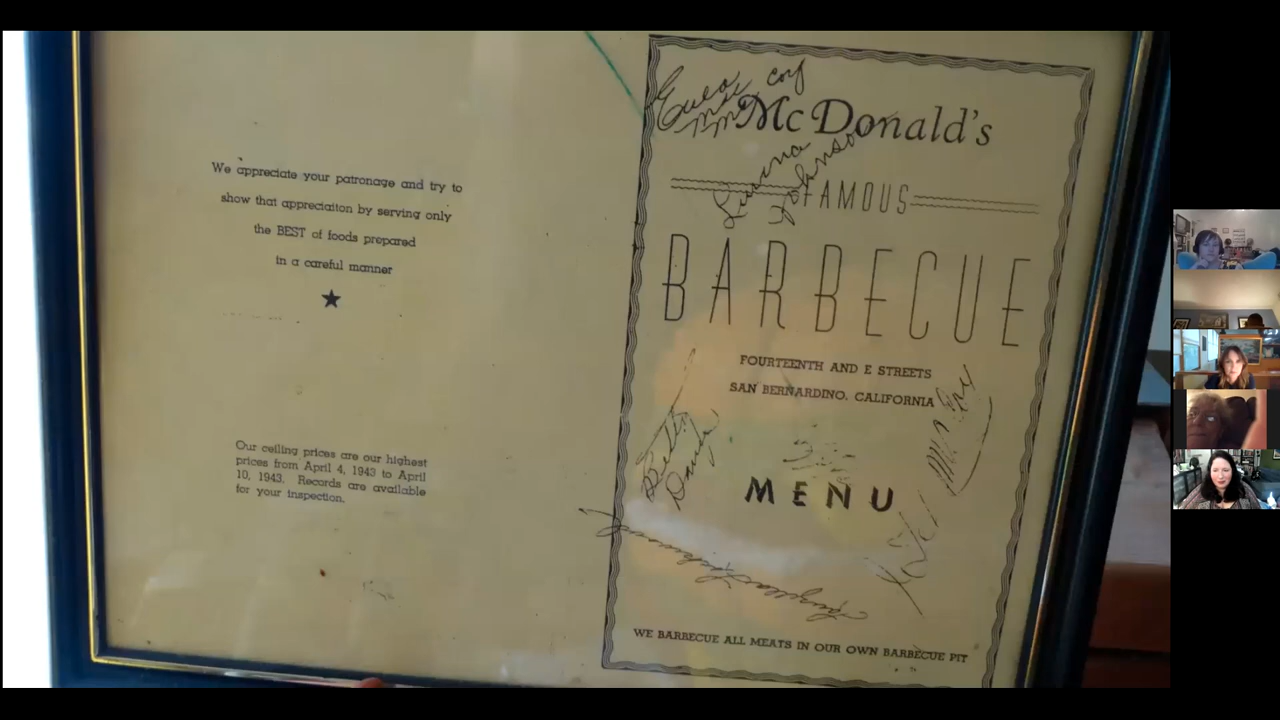 We appreciate your patronage and try to
show that appreciaiton by serving only
the BEST of foods prepared
in a careful manner
Our ceiling prices are our highest
prices from April 4, 1943 to April
10, 1943. Records are available
for your inspection.
McDonald's
FAMOUS
BARBECUE
FOURTEENTH AND E STREETS
SAN BERNARDINO, CALIFORNIA
MENU
WE BARBECUE ALL MEATS IN OUR OWN BARBECUE PIT
Johnson